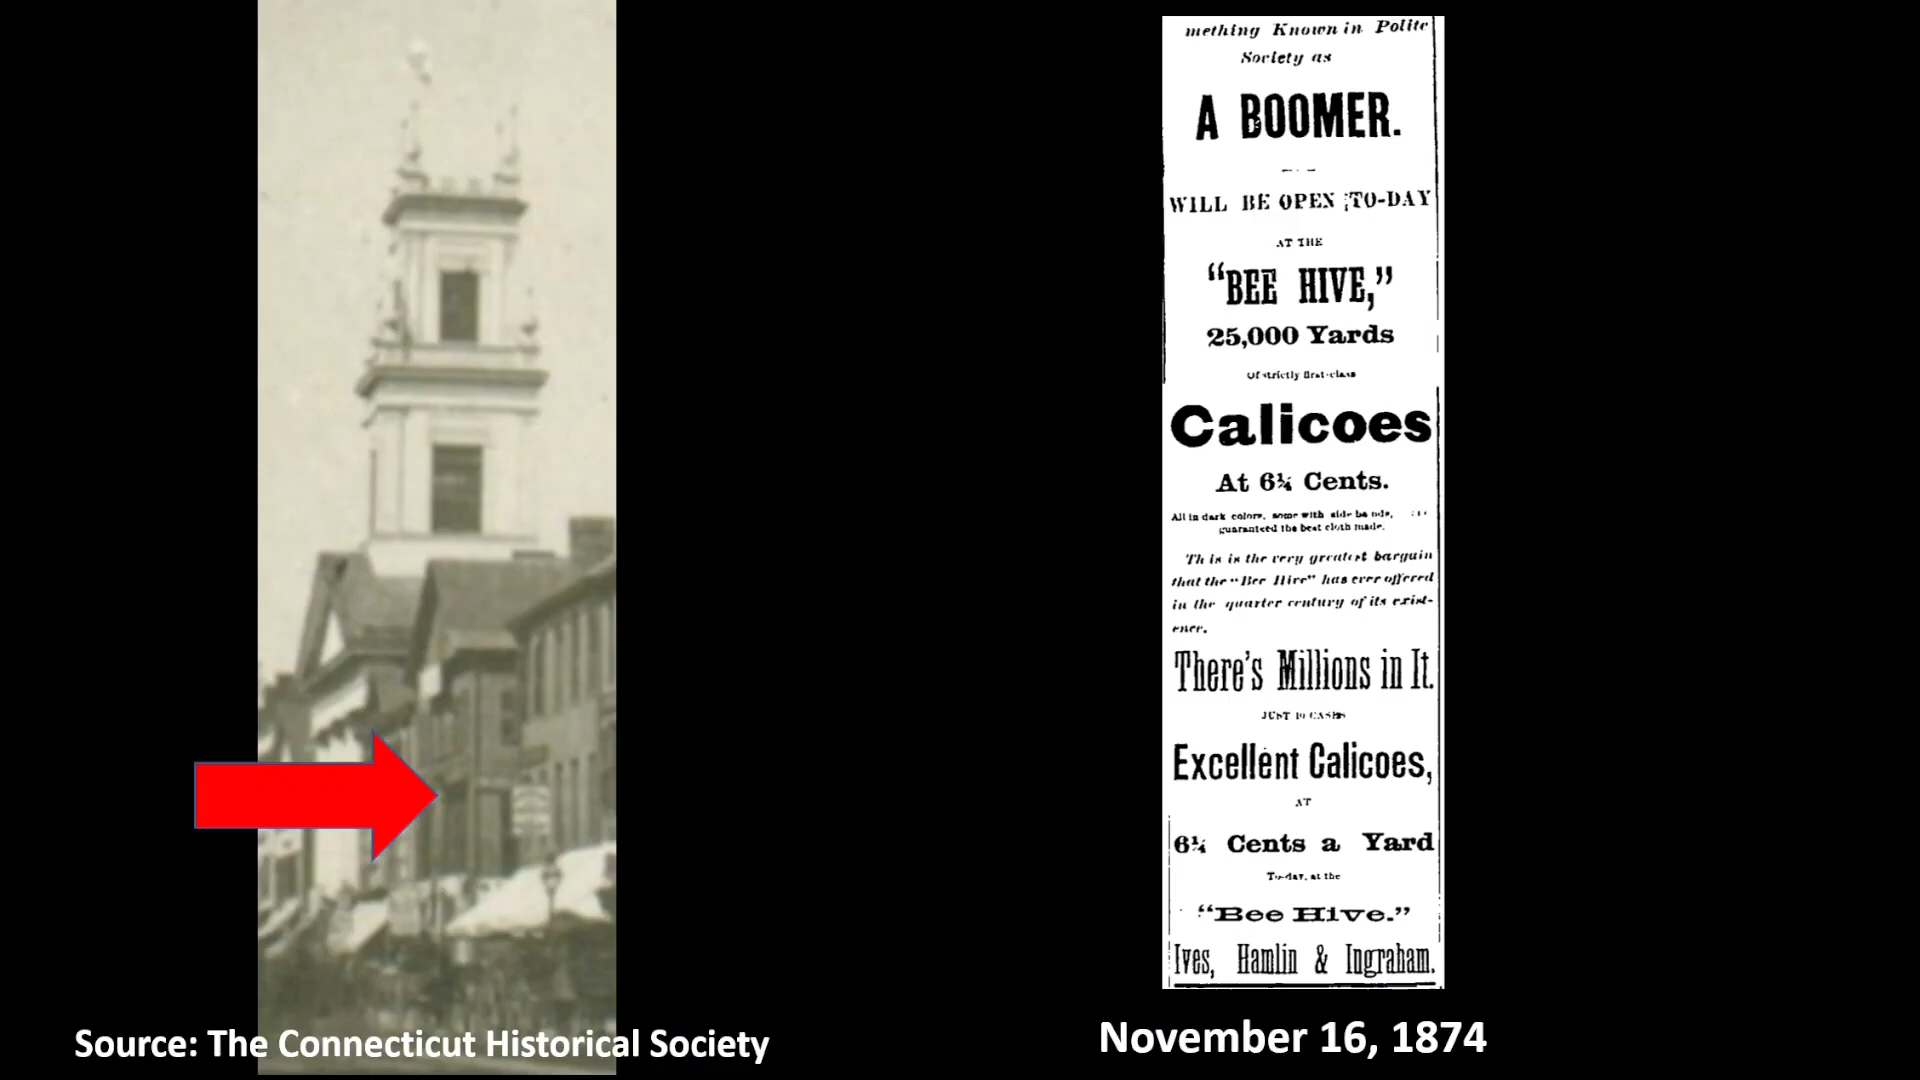 mething Known in Polite
Society as
A BOOMER.
WILL BE OPEN TO-DAY
AT THE
“BEE HIVE,”
25,000 Yards
Of strictly first-class
Calicoes
At 6¼ Cents.
All in dark colors, some with side bands,
guaranteed the best cloth made.
This is the very greatest bargain
that the “Bee Hive” has ever offered
in the quarter century of its exist-
ence.
There's Millions in It.
JUST 10 CASES
Excellent Calicoes,
AT
6¼ Cents a Yard
To-day, at the
“Bee Hive.”
Ives, Hamlin & Ingraham.
Source: The Connecticut Historical Society
November 16, 1874